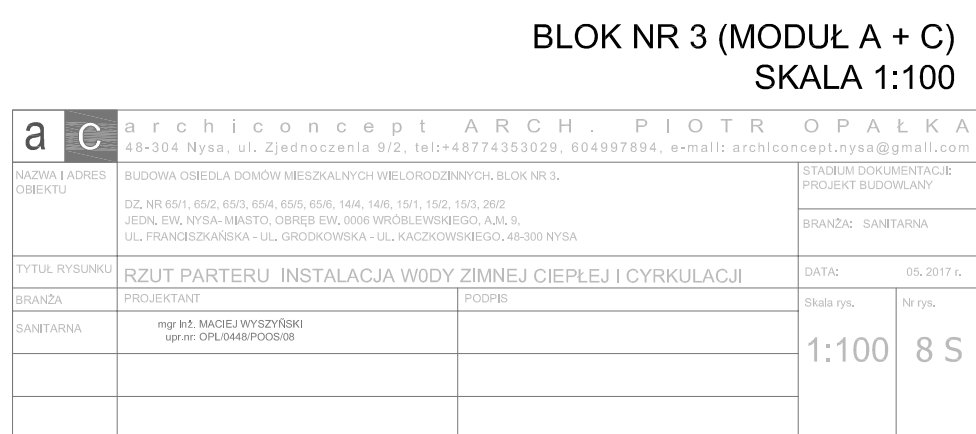 BLOK NR 3 (MODUŁ A + C)
SKALA 1:100
a c archiconcept ARCH. PIOTR OPAŁKA
48-304 Nysa, ul. Zjednoczenia 9/2, tel:+48774353029, 604997894, e-mail: archiconcept.nysa@gmail.com
NAZWA I ADRES OBIEKTU
BUDOWA OSIEDLA DOMÓW MIESZKALNYCH WIELORODZINNYCH. BLOK NR 3.
DZ. NR 65/1, 65/2, 65/3, 65/4, 65/5, 65/6, 14/4, 14/6, 15/1, 15/2, 15/3, 26/2
JEDN. EW. NYSA- MIASTO, OBRĘB EW. 0006 WRÓBLEWSKIEGO, A.M. 9,
UL. FRANCISZKAŃSKA - UL. GRODKOWSKA - UL. KACZKOWSKIEGO. 48-300 NYSA
STADIUM DOKUMENTACJI:
PROJEKT BUDOWLANY
BRANŻA: SANITARNA
TYTUŁ RYSUNKU
RZUT PARTERU INSTALACJA W0DY ZIMNEJ CIEPŁEJ I CYRKULACJI
DATA: 05. 2017 r.
BRANŻA
PROJEKTANT
PODPIS
Skala rys.
Nr rys.
SANITARNA
mgr inż. MACIEJ WYSZYŃSKI
upr.nr: OPL/0448/POOS/08
1:100
8 S